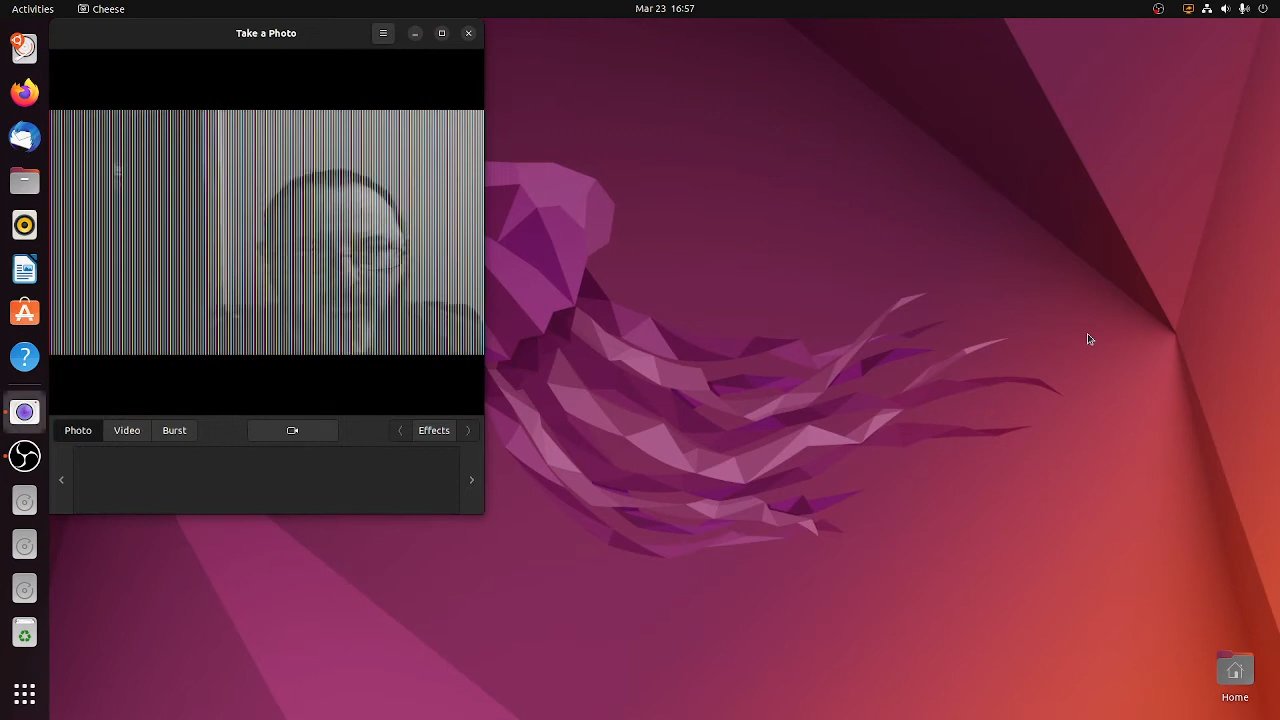 Activities
Cheese
Mar 23 16:57
Take a Photo
Photo
Video
Burst
Effects
Home